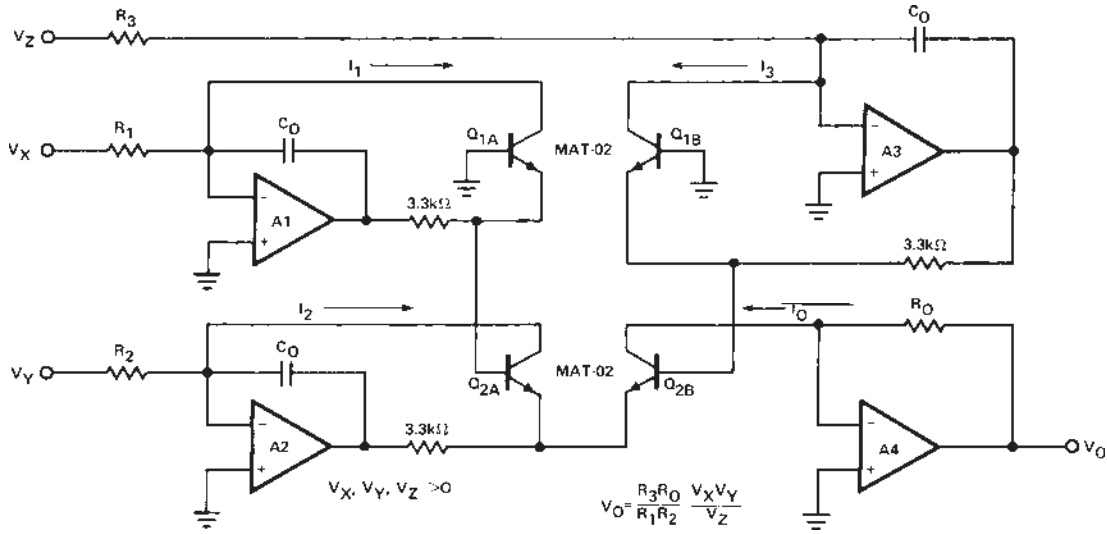 R3
CO
VZ
I1
I3
R1
CO
Q1A
MAT-02
Q1B
VX
−
A3
+
3.3kΩ
−
A1
+
3.3kΩ
I2
IO
RO
R2
CO
VY
Q2A
MAT-02
Q2B
−
A2
+
3.3kΩ
−
A4
+
VO
VX, VY, VZ >0
VO = R3RO/R1R2 VXVY/VZ